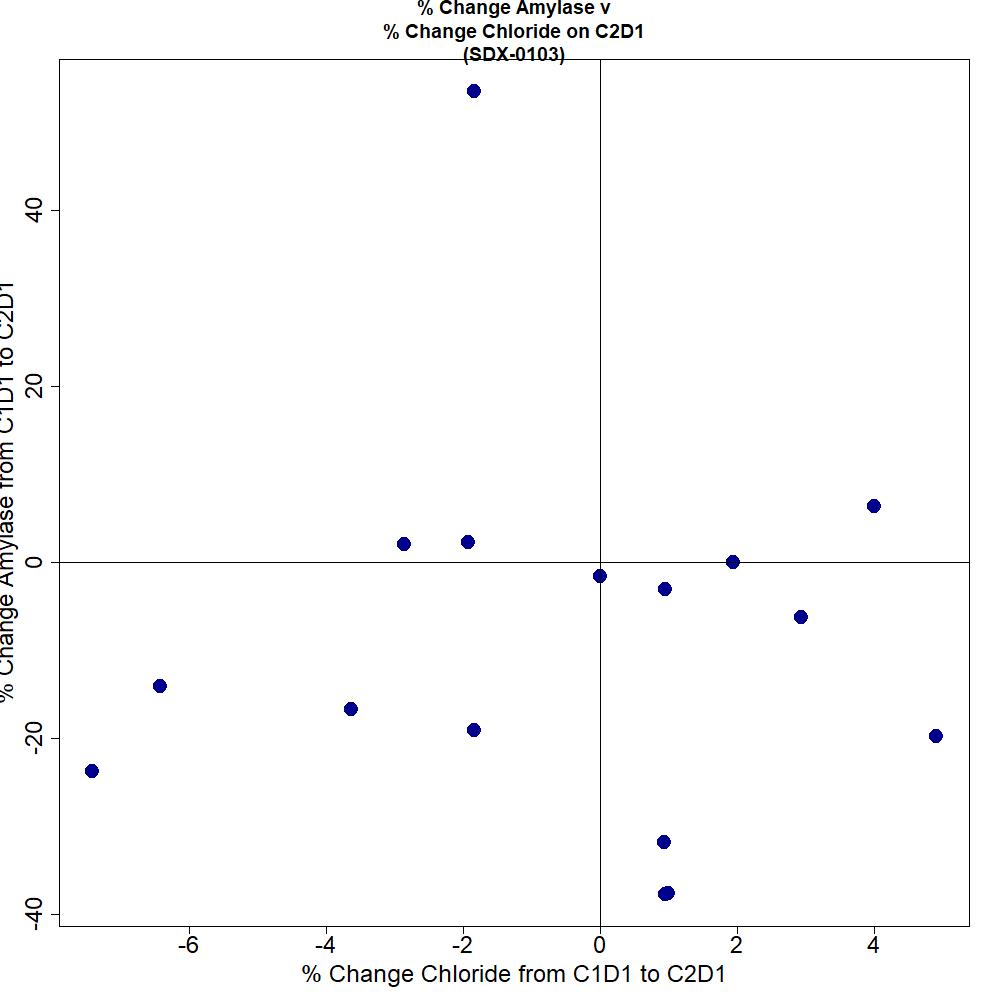 % Change Amylase v
% Change Chloride on C2D1
(SDX-0103)
% Change Amylase from C1D1 to C2D1
40
20
0
-20
-40
-6
-4
-2
0
2
4
% Change Chloride from C1D1 to C2D1